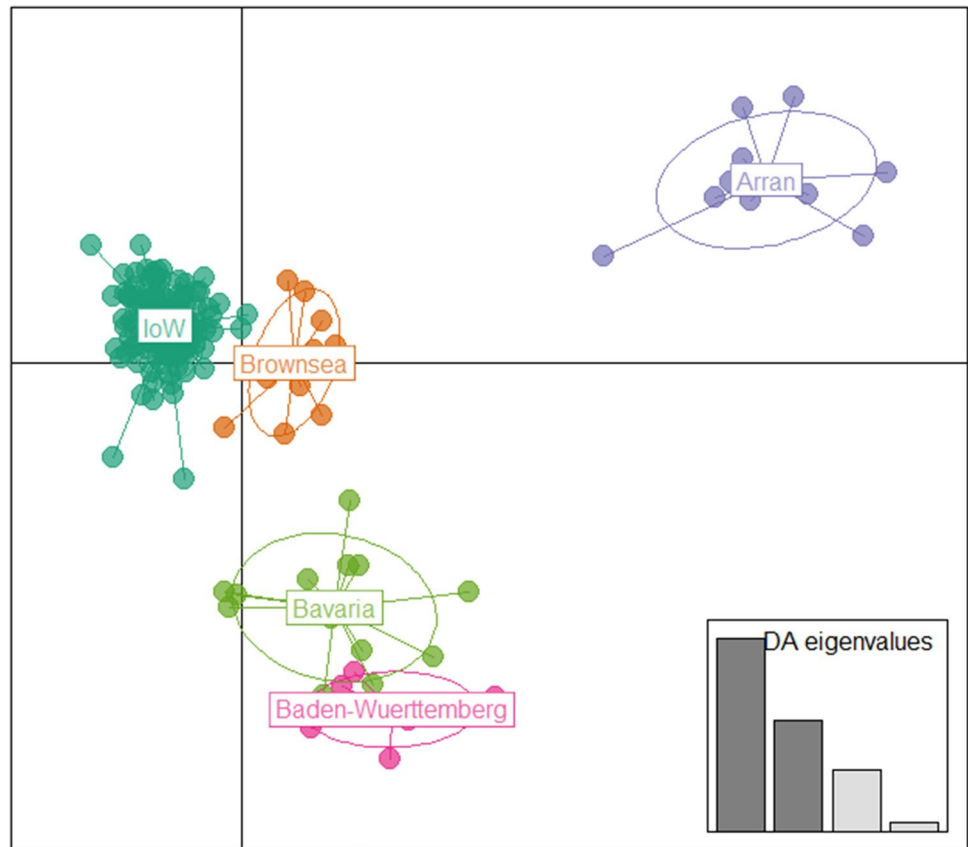 Arran
IoW
Brownsea
Bavaria
Baden-Wuerttemberg
DA eigenvalues